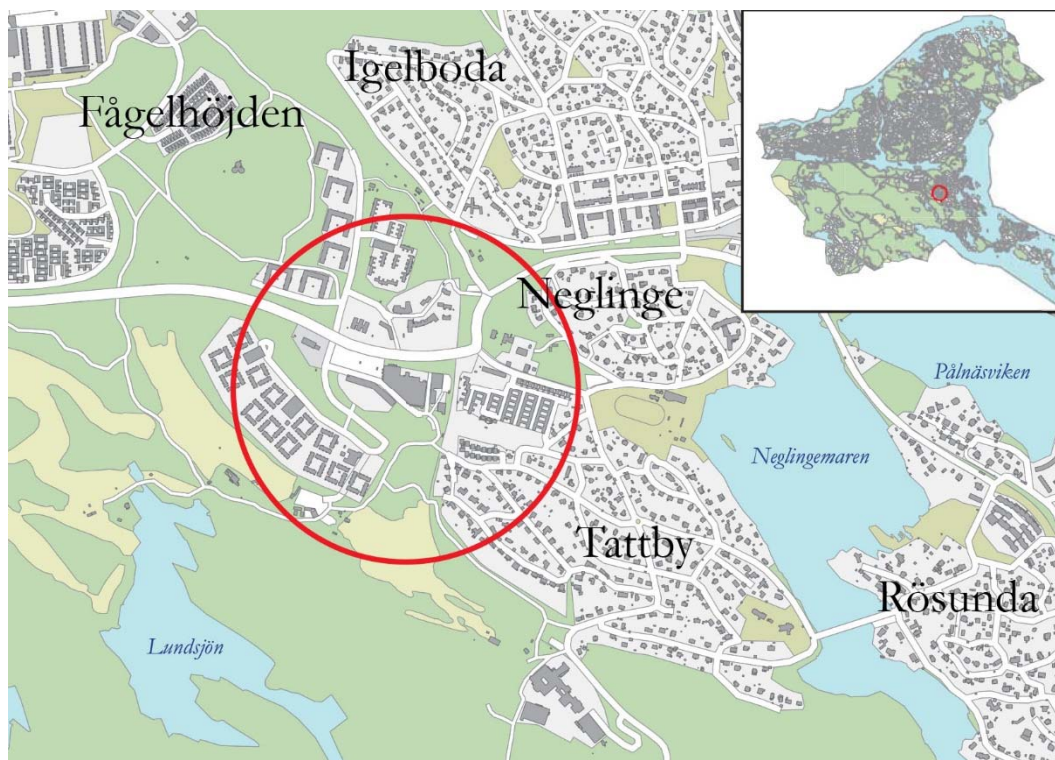 Igelboda
Fågelhöjden
Neglinge
Pålnäsviken
Neglingemaren
Tattby
Rösunda
Lundsjön